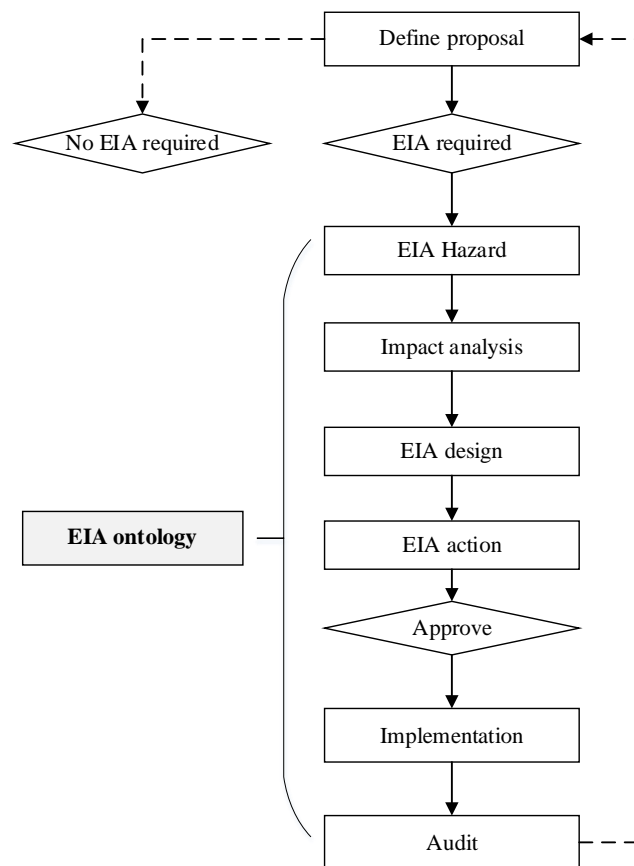 Define proposal
No EIA required
EIA required
EIA Hazard
Impact analysis
EIA design
EIA ontology
EIA action
Approve
Implementation
Audit